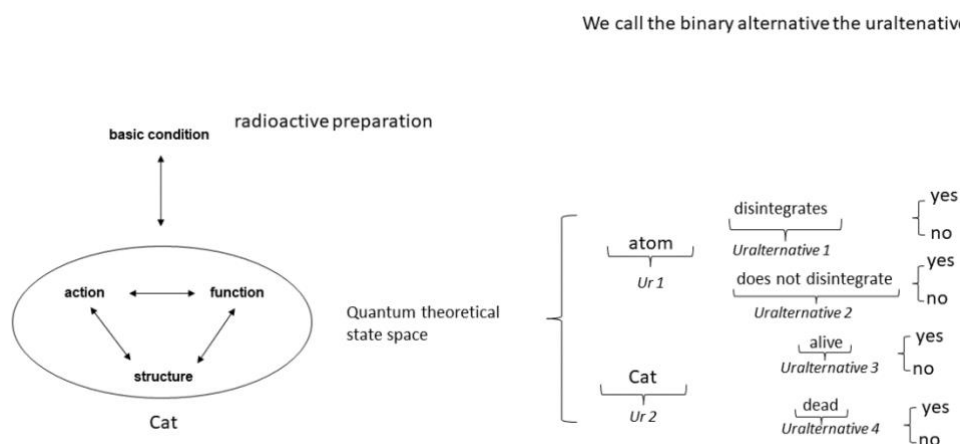 We call the binary alternative the uraltenative
radioactive preparation
basic condition
action
function
structure
Cat
Quantum theoretical
state space
atom
Ur 1
disintegrates
Uralternative 1
yes
no
does not disintegrate
Uralternative 2
yes
no
Cat
Ur 2
alive
Uralternative 3
yes
no
dead
Uralternative 4
yes
no